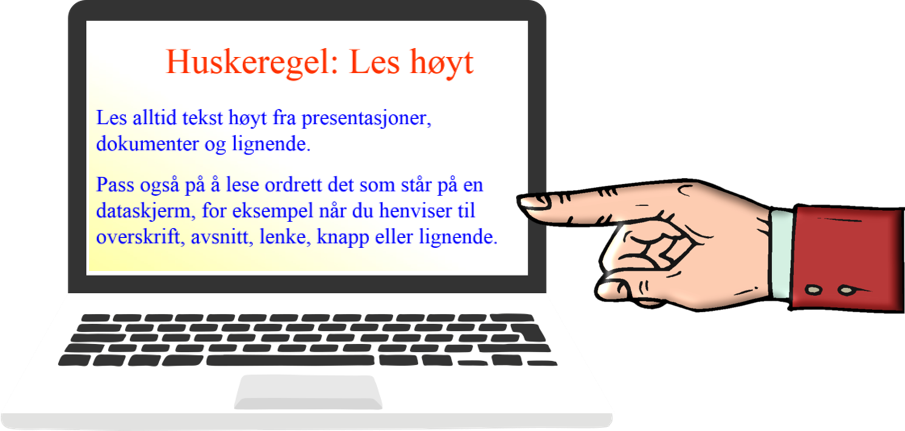 Huskeregel: Les høyt
Les alltid tekst høyt fra presentasjoner,
dokumenter og lignende.
Pass også på å lese ordrett det som står på en
dataskjerm, for eksempel når du henviser til
overskrift, avsnitt, lenke, knapp eller lignende.